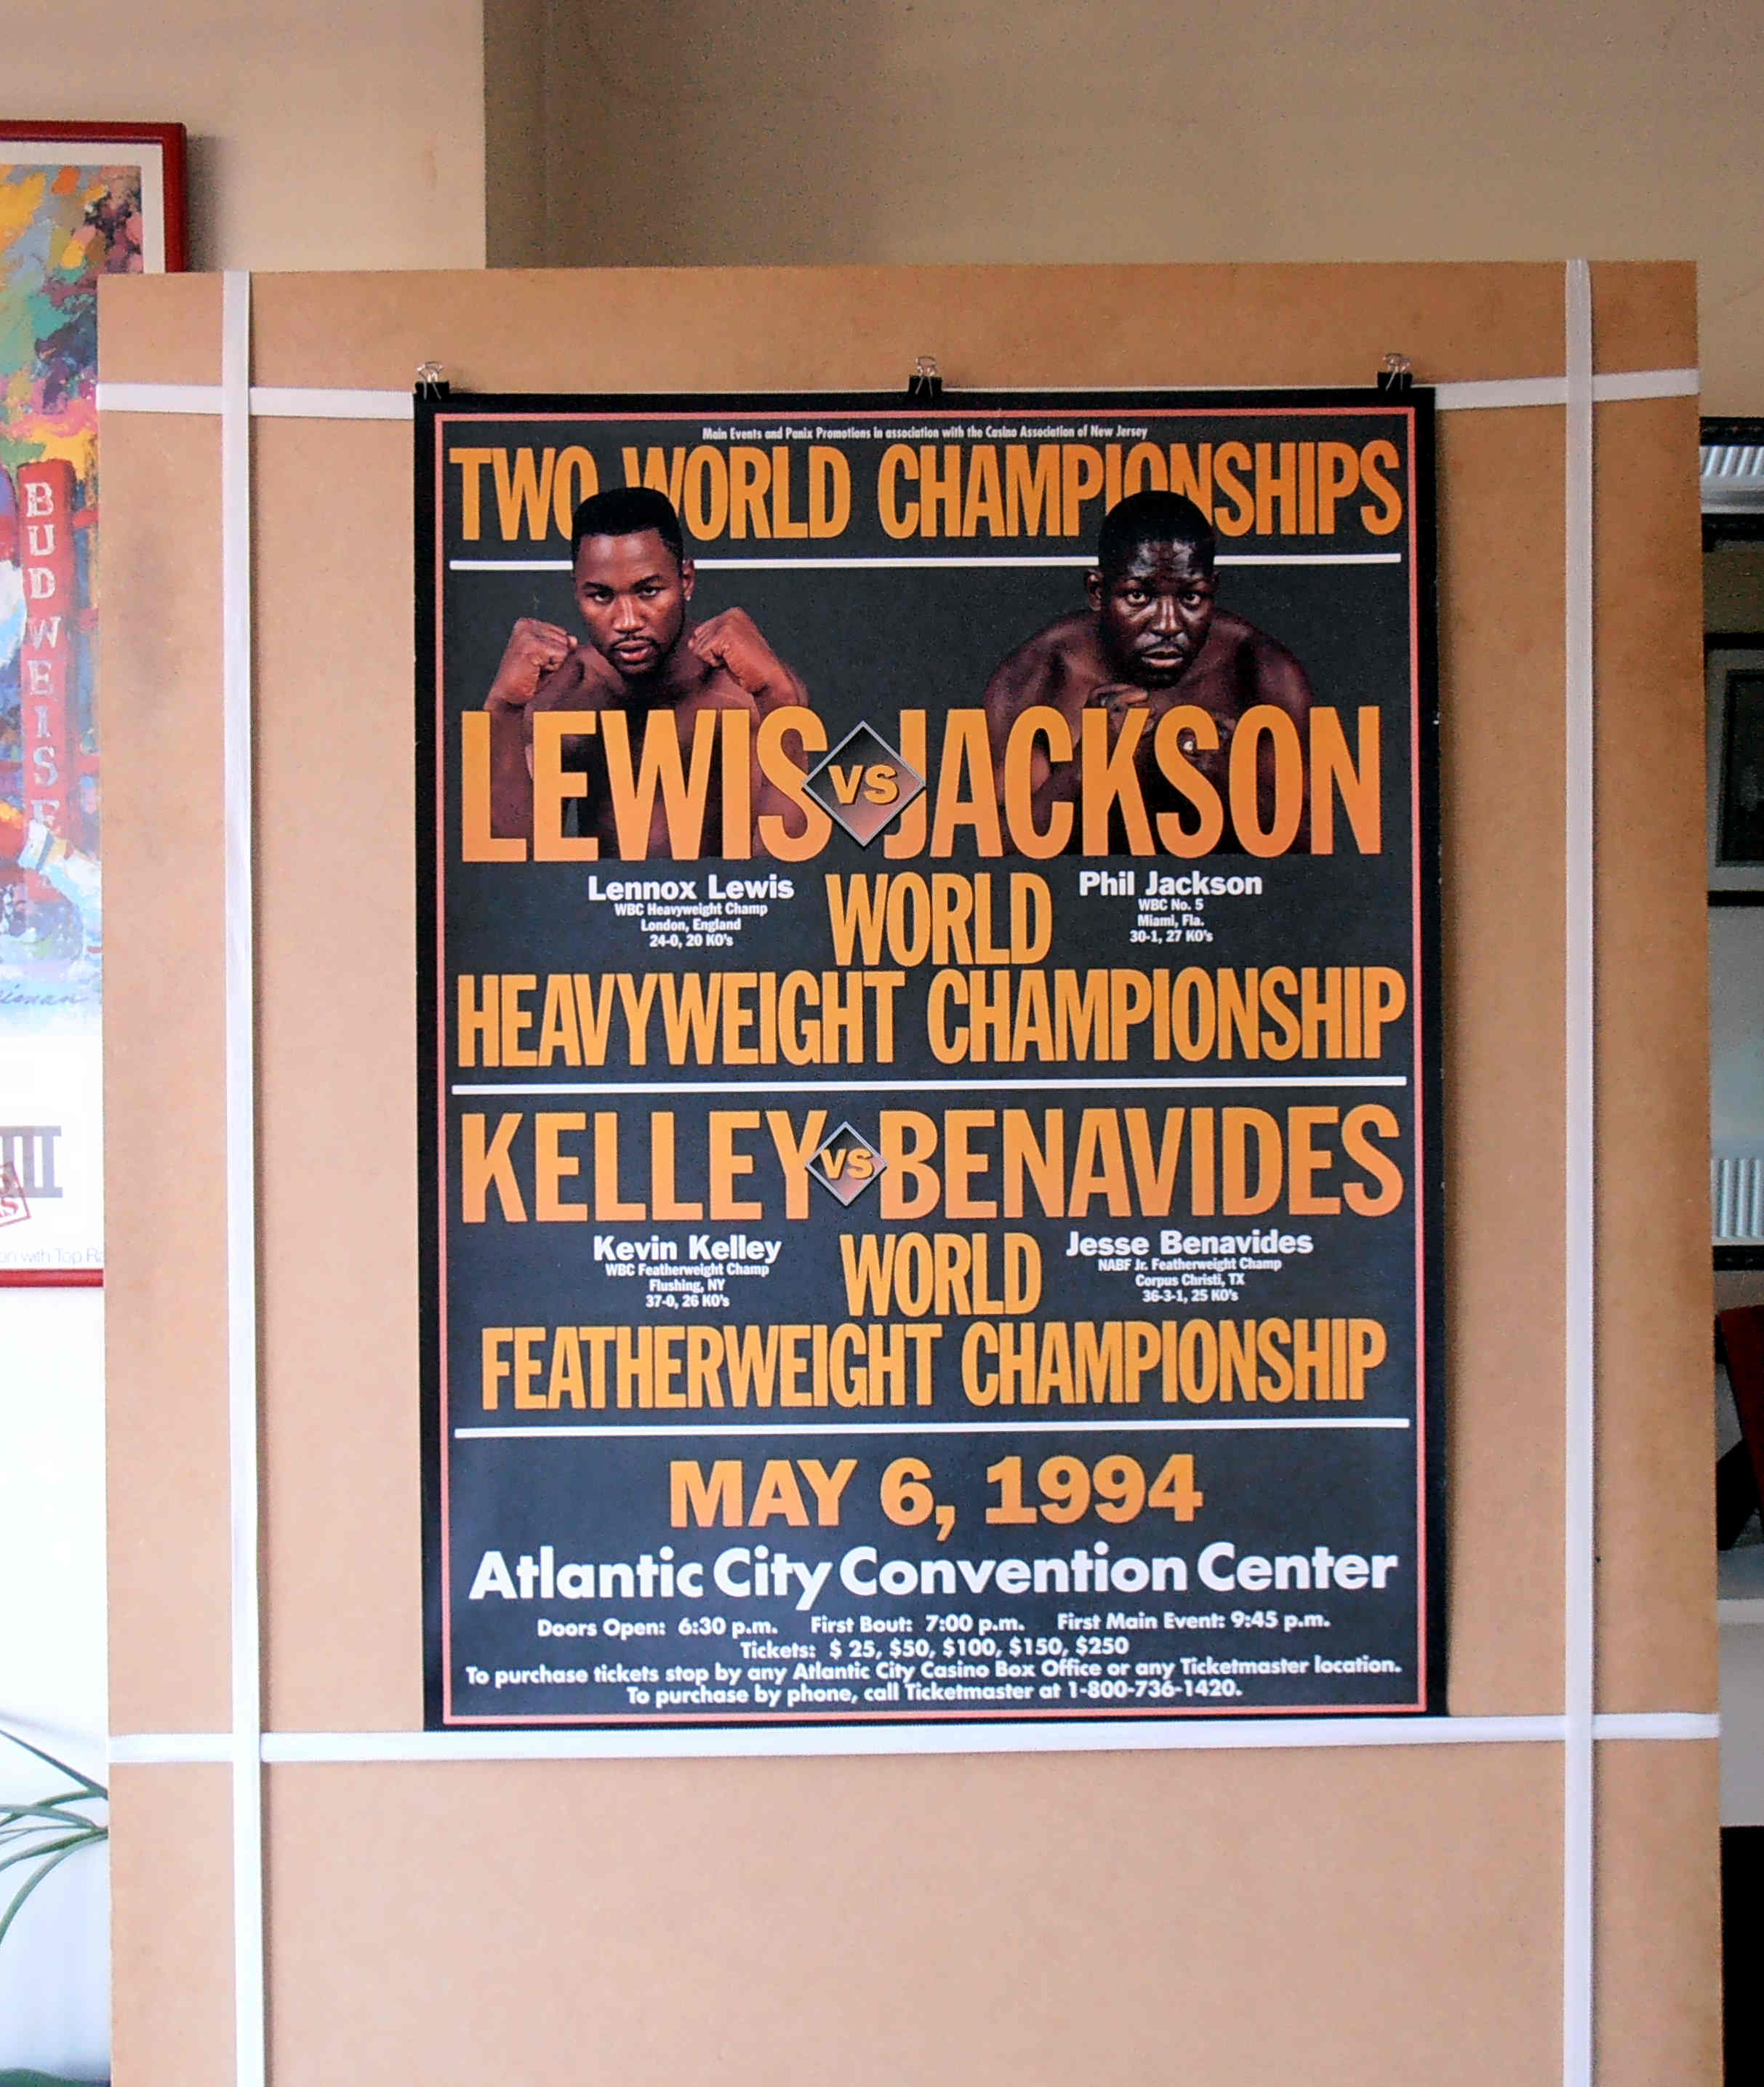 Main Events and Panix Promotions in association with the Casino Association of New Jersey
TWO WORLD CHAMPIONSHIPS
LEWIS VS JACKSON
Lennox Lewis
WBC Heavyweight Champ
London, England
24-0, 20 KO's
WORLD
Phil Jackson
WBC No. 5
Miami, Fla.
30-1, 27 KO's
HEAVYWEIGHT CHAMPIONSHIP
KELLEY VS BENAVIDES
Kevin Kelley
WBC Featherweight Champ
Flushing, NY
37-0, 26 KO's
WORLD
Jesse Benavides
NABF Jr. Featherweight Champ
Corpus Christi, TX
36-3-1, 25 KO's
FEATHERWEIGHT CHAMPIONSHIP
MAY 6, 1994
Atlantic City Convention Center
Doors Open: 6:30 p.m. First Bout: 7:00 p.m. First Main Event: 9:45 p.m.
Tickets: $ 25, $50, $100, $150, $250
To purchase tickets stop by any Atlantic City Casino Box Office or any Ticketmaster location.
To purchase by phone, call Ticketmaster at 1-800-736-1420.
BUDWEISE
III
on with Top Ra